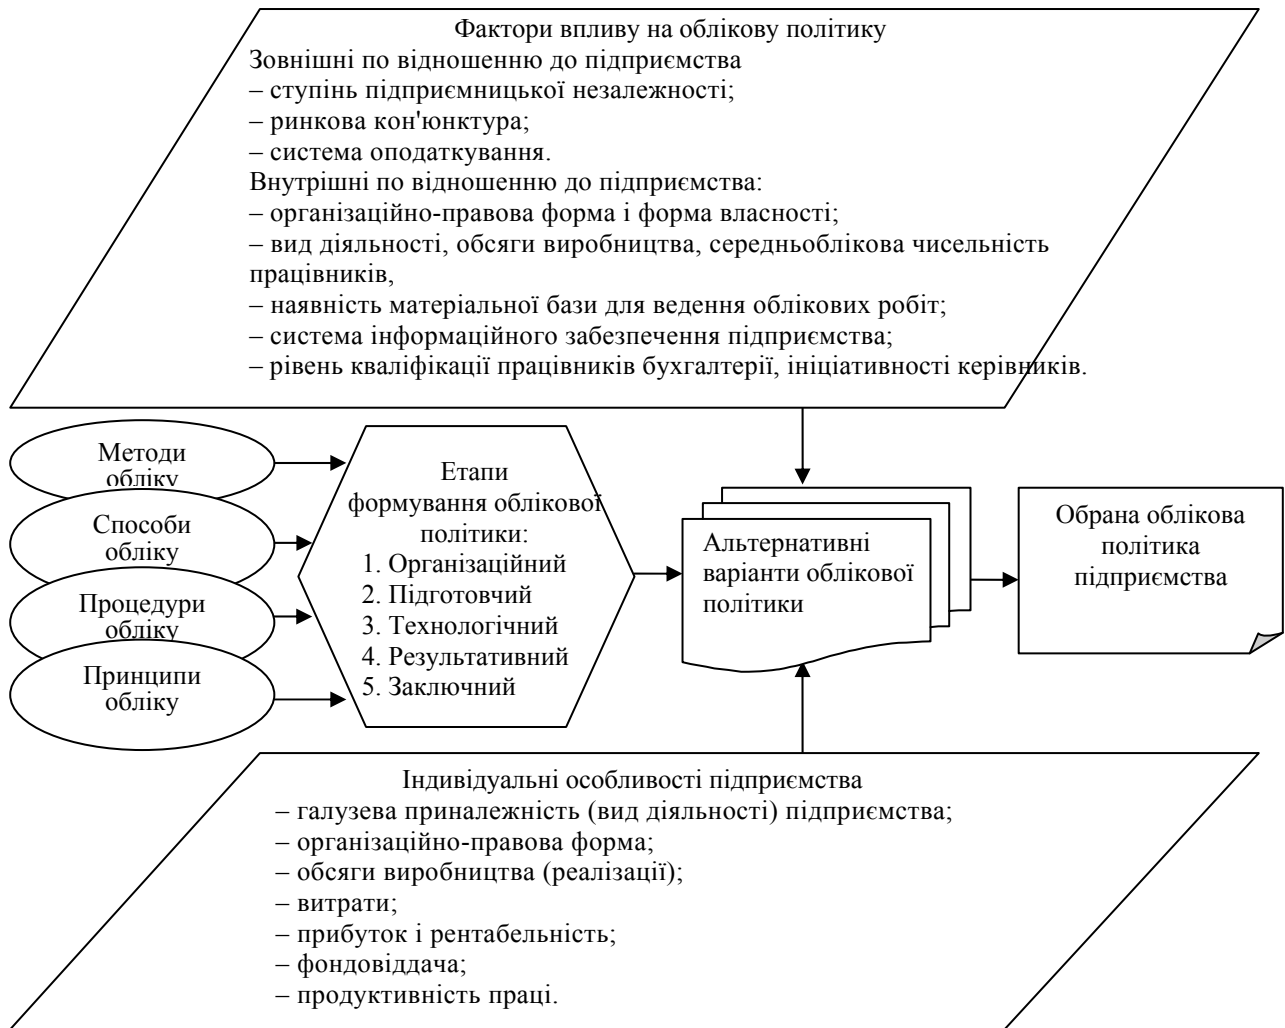 Фактори впливу на облікову політику
Зовнішні по відношенню до підприємства
– ступінь підприємницької незалежності;
– ринкова кон'юнктура;
– система оподаткування.
Внутрішні по відношенню до підприємства:
– організаційно-правова форма і форма власності;
– вид діяльності, обсяги виробництва, середньоблікова чисельність
працівників,
– наявність матеріальної бази для ведення облікових робіт;
– система інформаційного забезпечення підприємства;
– рівень кваліфікації працівників бухгалтерії, ініціативності керівників.
Методи
обліку
Способи
обліку
Процедури
обліку
Принципи
обліку
Етапи
формування облікової
політики:
1. Організаційний
2. Підготовчий
3. Технологічний
4. Результативний
5. Заключний
Альтернативні
варіанти облікової
політики
Обрана облікова
політика
підприємства
Індивідуальні особливості підприємства
– галузева приналежність (вид діяльності) підприємства;
– організаційно-правова форма;
– обсяги виробництва (реалізації);
– витрати;
– прибуток і рентабельність;
– фондовіддача;
– продуктивність праці.